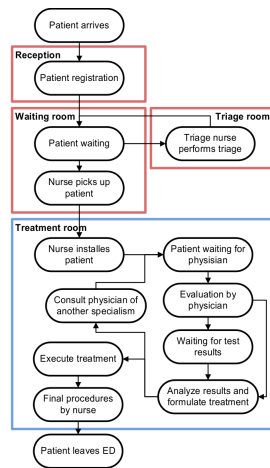 Patient arrives
Reception
Patient registration
Waiting room
Triage room
Patient waiting
Triage nurse
performs triage
Nurse picks up
patient
Treatment room
Nurse installes
patient
Patient waiting for
physician
Consult physician of
another specialism
Evaluation by
physician
Waiting for test
results
Execute treatment
Analyze results and
formulate treatment
Final procedures
by nurse
Patient leaves ED